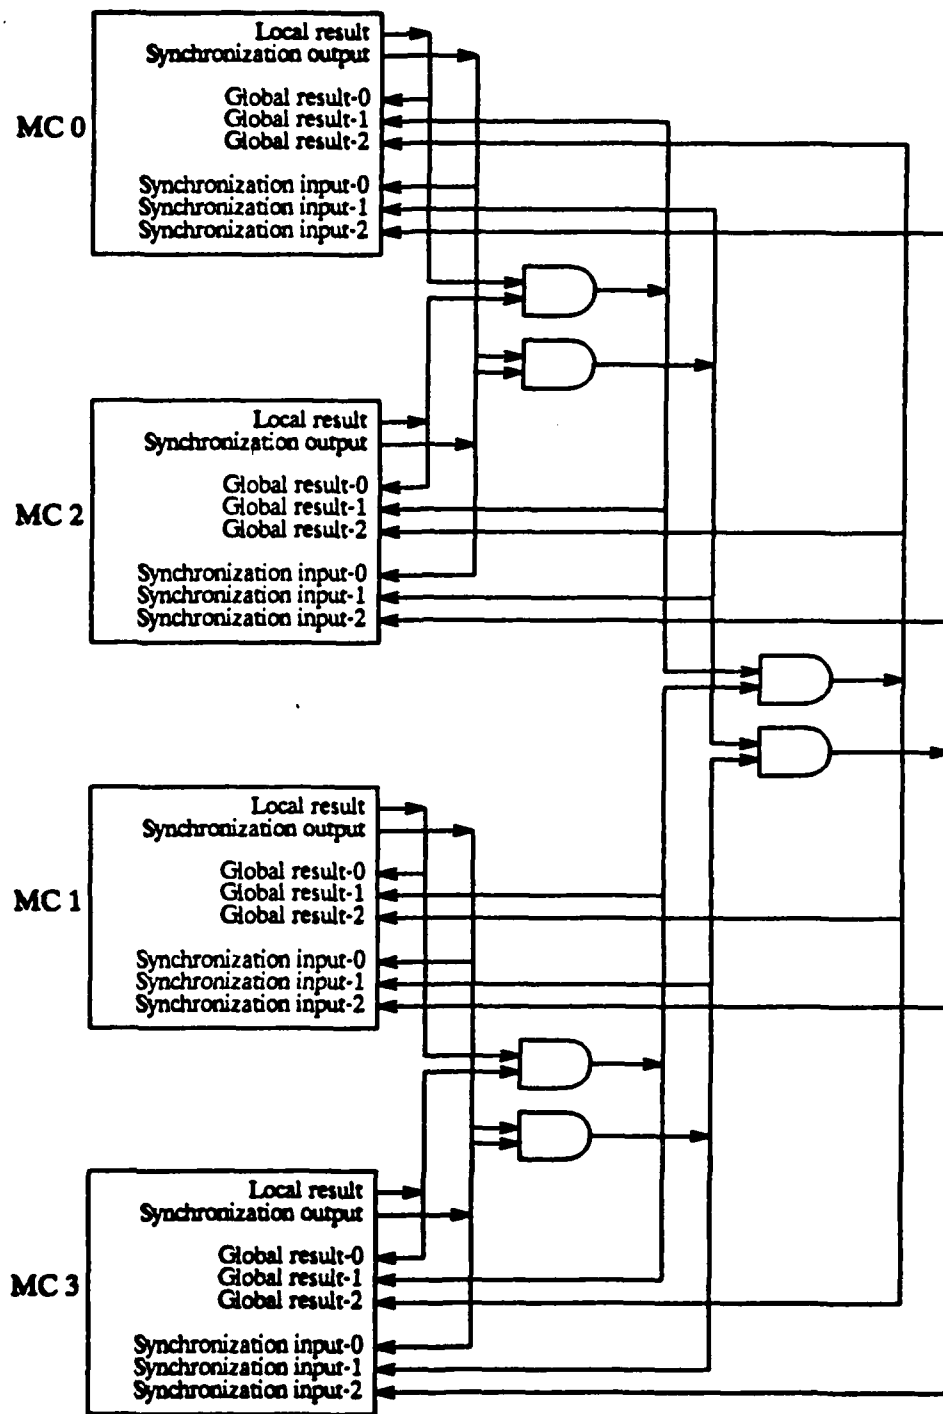 Local result
Synchronization output
Global result-0
Global result-1
MC 0
Global result-2
Synchronization input-0
Synchronization input-1
Synchronization input-2
Local result
Synchronization output
Global result-0
Global result-1
MC 2
Global result-2
Synchronization input-0
Synchronization input-1
Synchronization input-2
Local result
Synchronization output
Global result-0
Global result-1
MC 1
Global result-2
Synchronization input-0
Synchronization input-1
Synchronization input-2
Local result
Synchronization output
Global result-0
Global result-1
MC 3
Global result-2
Synchronization input-0
Synchronization input-1
Synchronization input-2